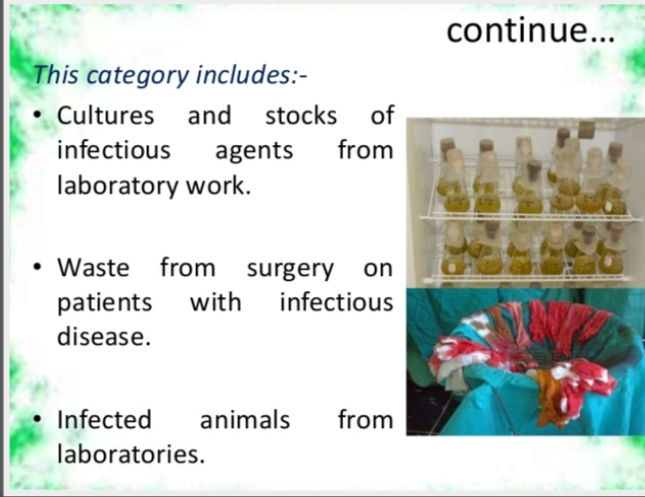 continue...
This category includes:-
• Cultures and stocks of
infectious agents from
laboratory work.
• Waste from surgery on
patients with infectious
disease.
• Infected animals from
laboratories.